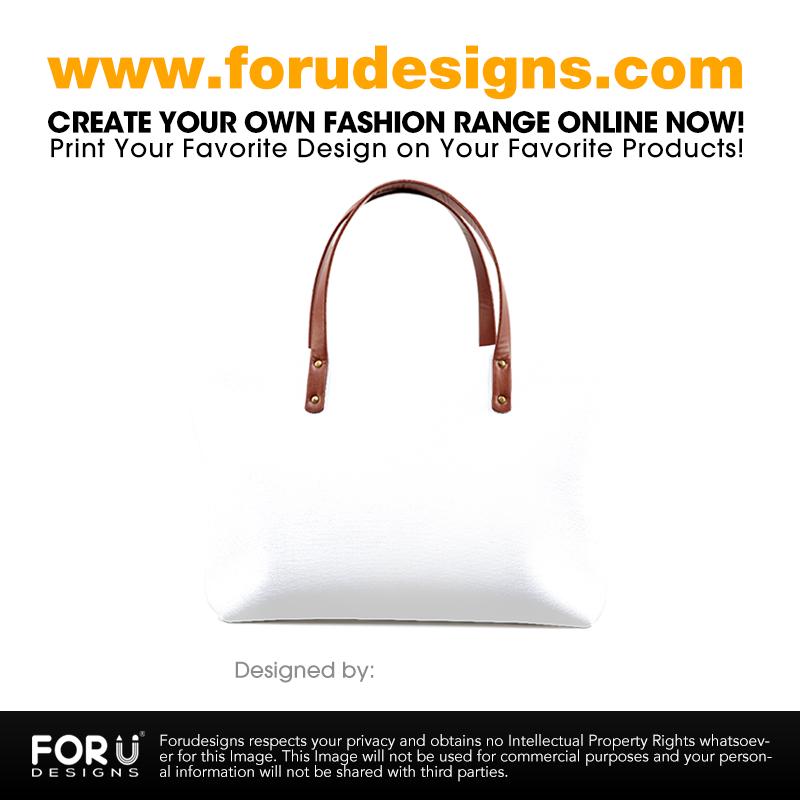 www.forudesigns.com
CREATE YOUR OWN FASHION RANGE ONLINE NOW!
Print Your Favorite Design on Your Favorite Products!
Designed by:
FOR U®
DESIGNS
Forudesigns respects your privacy and obtains no Intellectual Property Rights whatsoev-
er for this Image. This Image will not be used for commercial purposes and your person-
al information will not be shared with third parties.